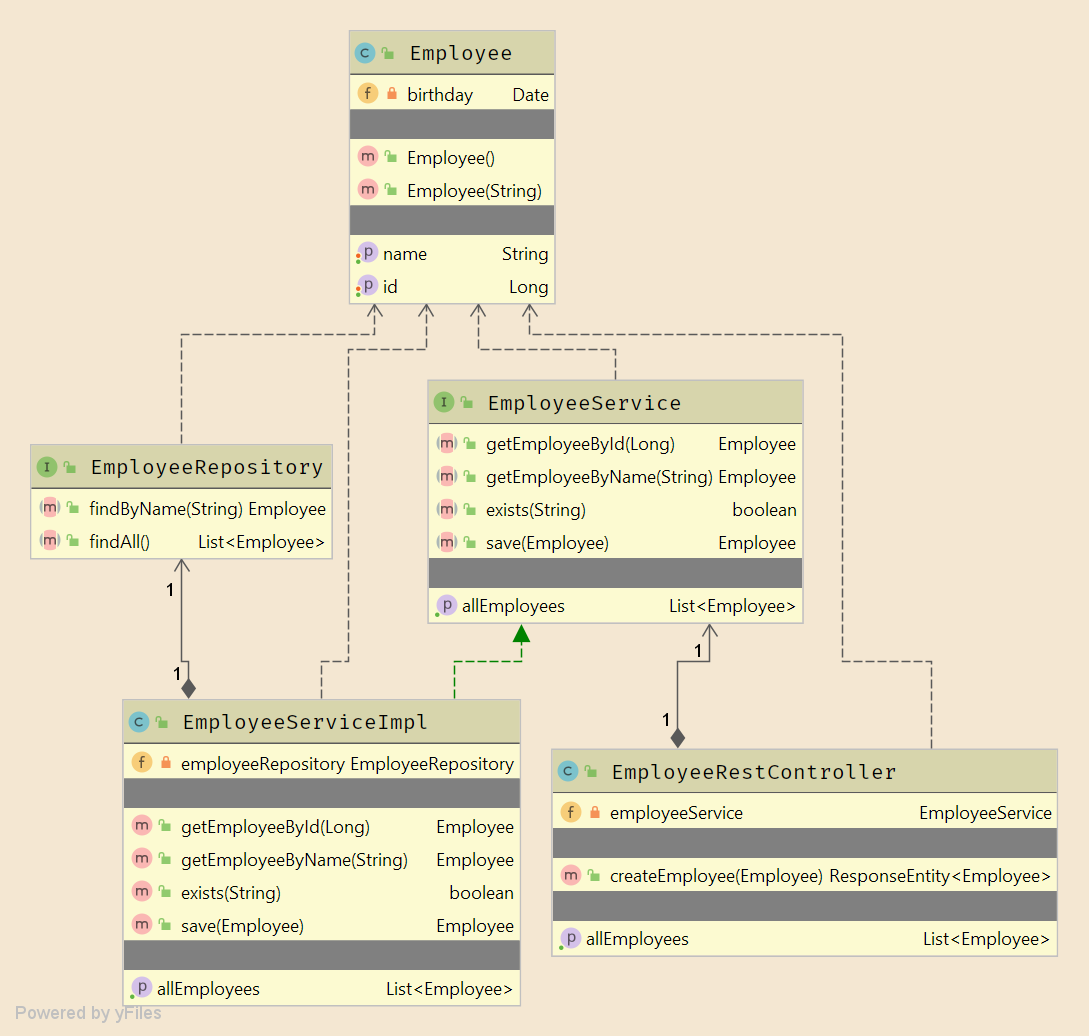 C Employee
f birthday Date
m Employee()
m Employee(String)
p name String
p id Long
I EmployeeService
m getEmployeeById(Long) Employee
m getEmployeeByName(String) Employee
m exists(String) boolean
m save(Employee) Employee
p allEmployees List<Employee>
I EmployeeRepository
m findByName(String) Employee
m findAll() List<Employee>
1
1
1
1
C EmployeeServiceImpl
f employeeRepository EmployeeRepository
m getEmployeeById(Long) Employee
m getEmployeeByName(String) Employee
m exists(String) boolean
m save(Employee) Employee
p allEmployees List<Employee>
C EmployeeRestController
f employeeService EmployeeService
m createEmployee(Employee) ResponseEntity<Employee>
p allEmployees List<Employee>
Powered by yFiles